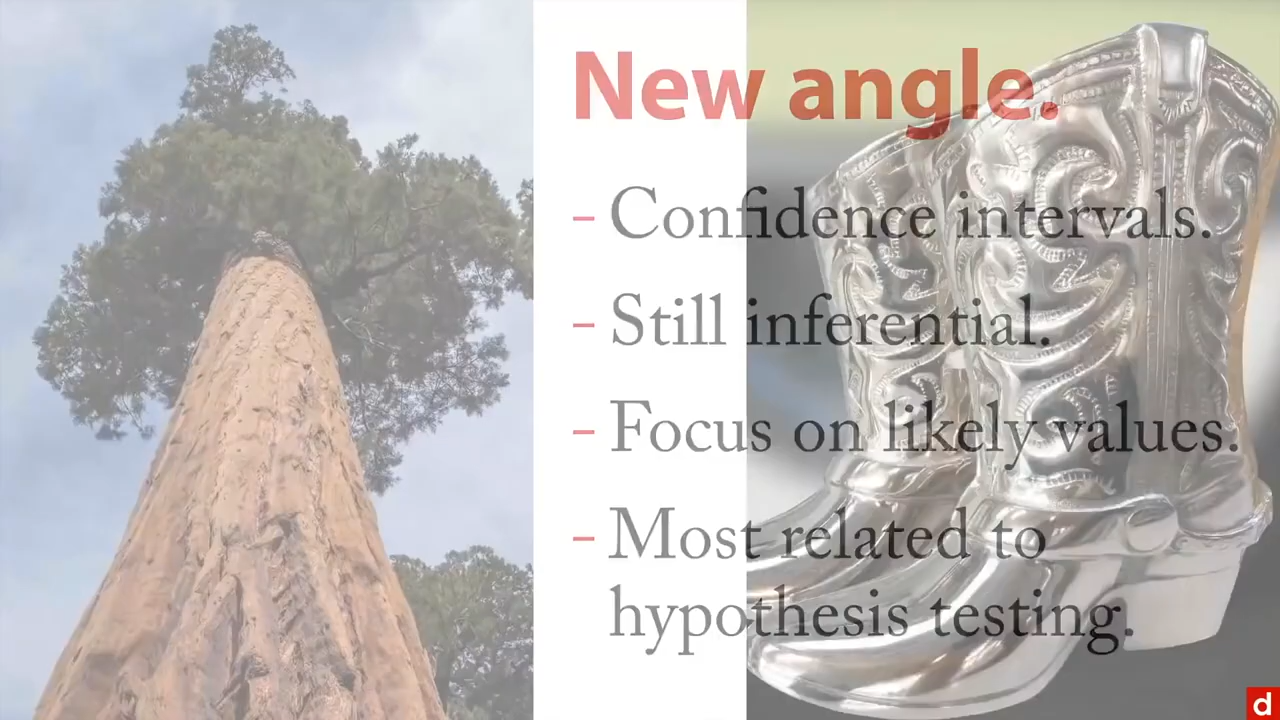 New angle.
- Confidence intervals.
- Still inferential.
- Focus on likely values.
- Most related to
hypothesis testing.
d